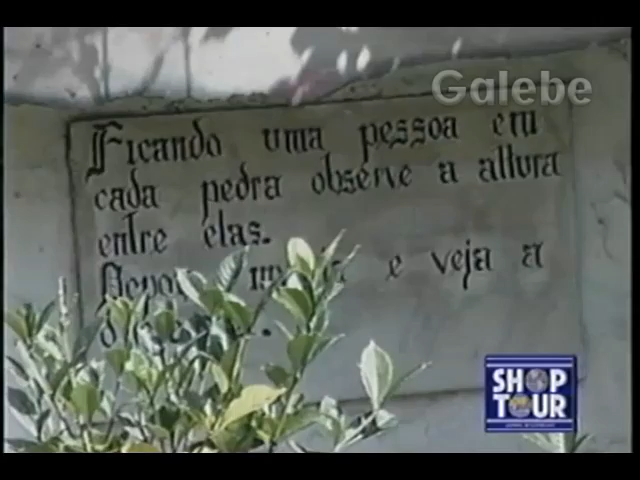 Galebe
Ficando uma pessoa em
cada pedra observe a altura
entre elas.
e veja a
SHOP
TOUR